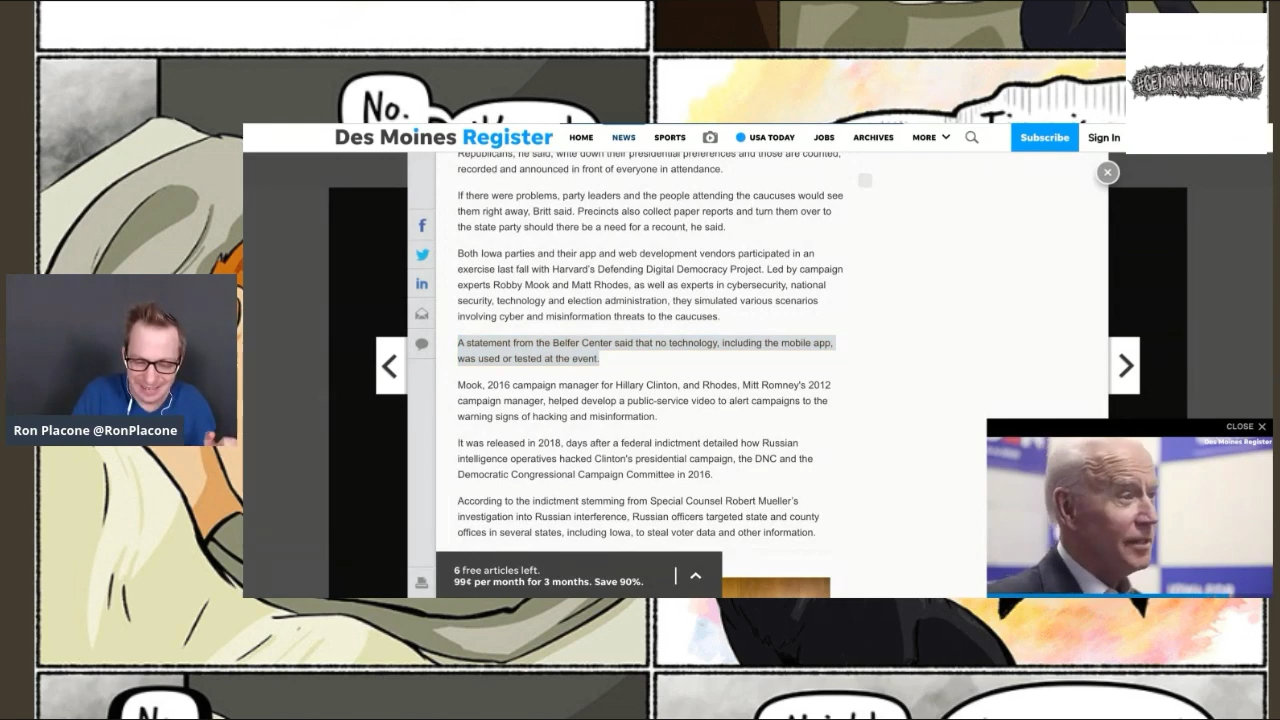 No.
#GETYOURNEWSONWITHRON
Des Moines Register
HOME NEWS SPORTS USA TODAY JOBS ARCHIVES MORE Subscribe Sign In
Republicans, he said, write down their presidential preferences and those are counted,
recorded and announced in front of everyone in attendance.
If there were problems, party leaders and the people attending the caucuses would see
them right away, Britt said. Precincts also collect paper reports and turn them over to
the state party should there be a need for a recount, he said.
Both Iowa parties and their app and web development vendors participated in an
exercise last fall with Harvard's Defending Digital Democracy Project. Led by campaign
experts Robby Mook and Matt Rhodes, as well as experts in cybersecurity, national
security, technology and election administration, they simulated various scenarios
involving cyber and misinformation threats to the caucuses.
A statement from the Belfer Center said that no technology, including the mobile app,
was used or tested at the event.
Mook, 2016 campaign manager for Hillary Clinton, and Rhodes, Mitt Romney's 2012
campaign manager, helped develop a public-service video to alert campaigns to the
warning signs of hacking and misinformation.
It was released in 2018, days after a federal indictment detailed how Russian
intelligence operatives hacked Clinton's presidential campaign, the DNC and the
Democratic Congressional Campaign Committee in 2016.
According to the indictment stemming from Special Counsel Robert Mueller's
investigation into Russian interference, Russian officers targeted state and county
offices in several states, including Iowa, to steal voter data and other information.
6 free articles left.
99¢ per month for 3 months. Save 90%.
CLOSE X
Des Moines Register
Ron Placone @RonPlacone